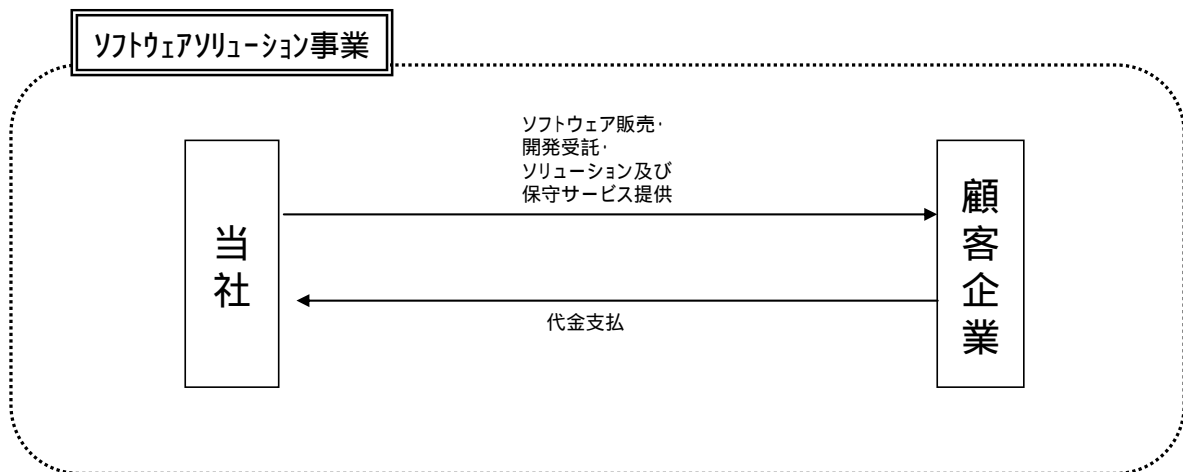 ｿﾌﾄｳｪｱｿﾘｭｰｼｮﾝ事業
ソフトウェア販売・
開発受託・
ソリューション及び
保守サービス提供
当社
顧客企業
代金支払